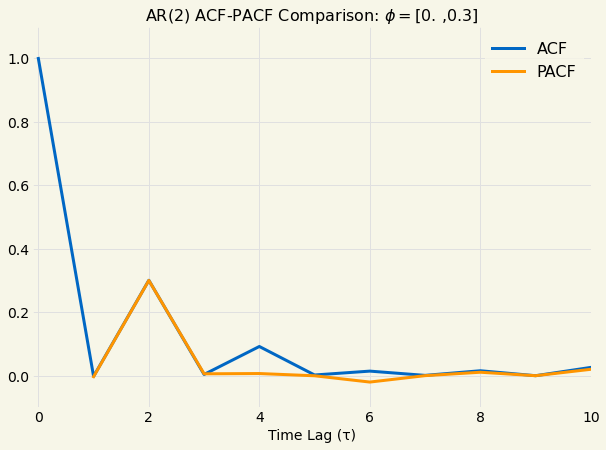 AR(2) ACF-PACF Comparison: ϕ = [0. ,0.3]
ACF
PACF
1.0
0.8
0.6
0.4
0.2
0.0
0 2 4 6 8 10
Time Lag (τ)